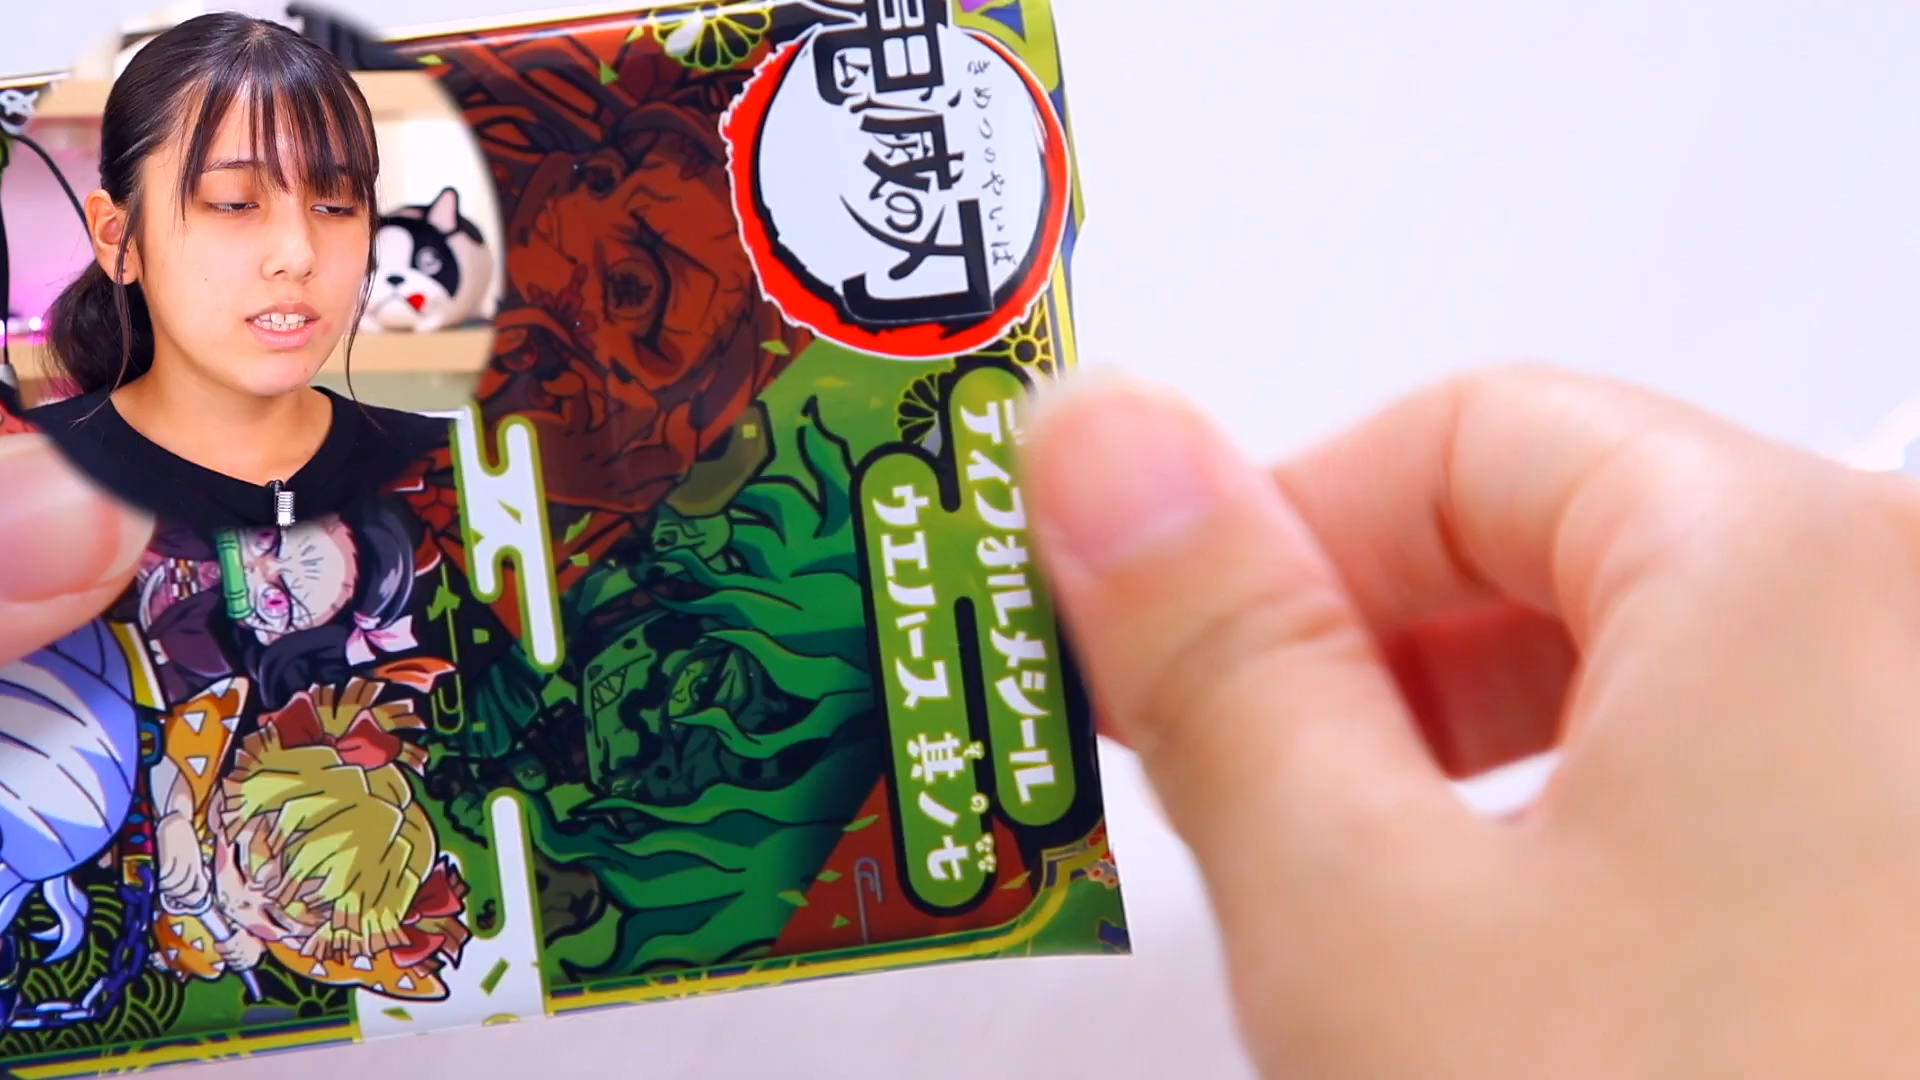 鬼滅の刃
きめつのやいば
ディフォルメシール
ウエハース 其ノ七